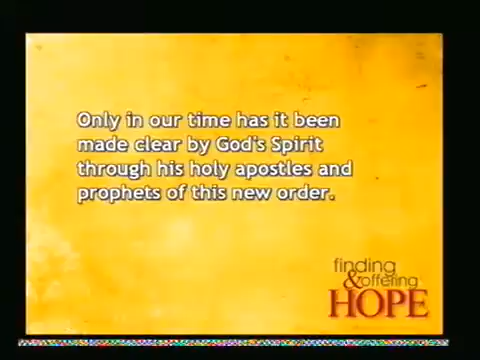 Only in our time has it been
made clear by God's Spirit
through his holy apostles and
prophets of this new order.
finding
& offering
HOPE